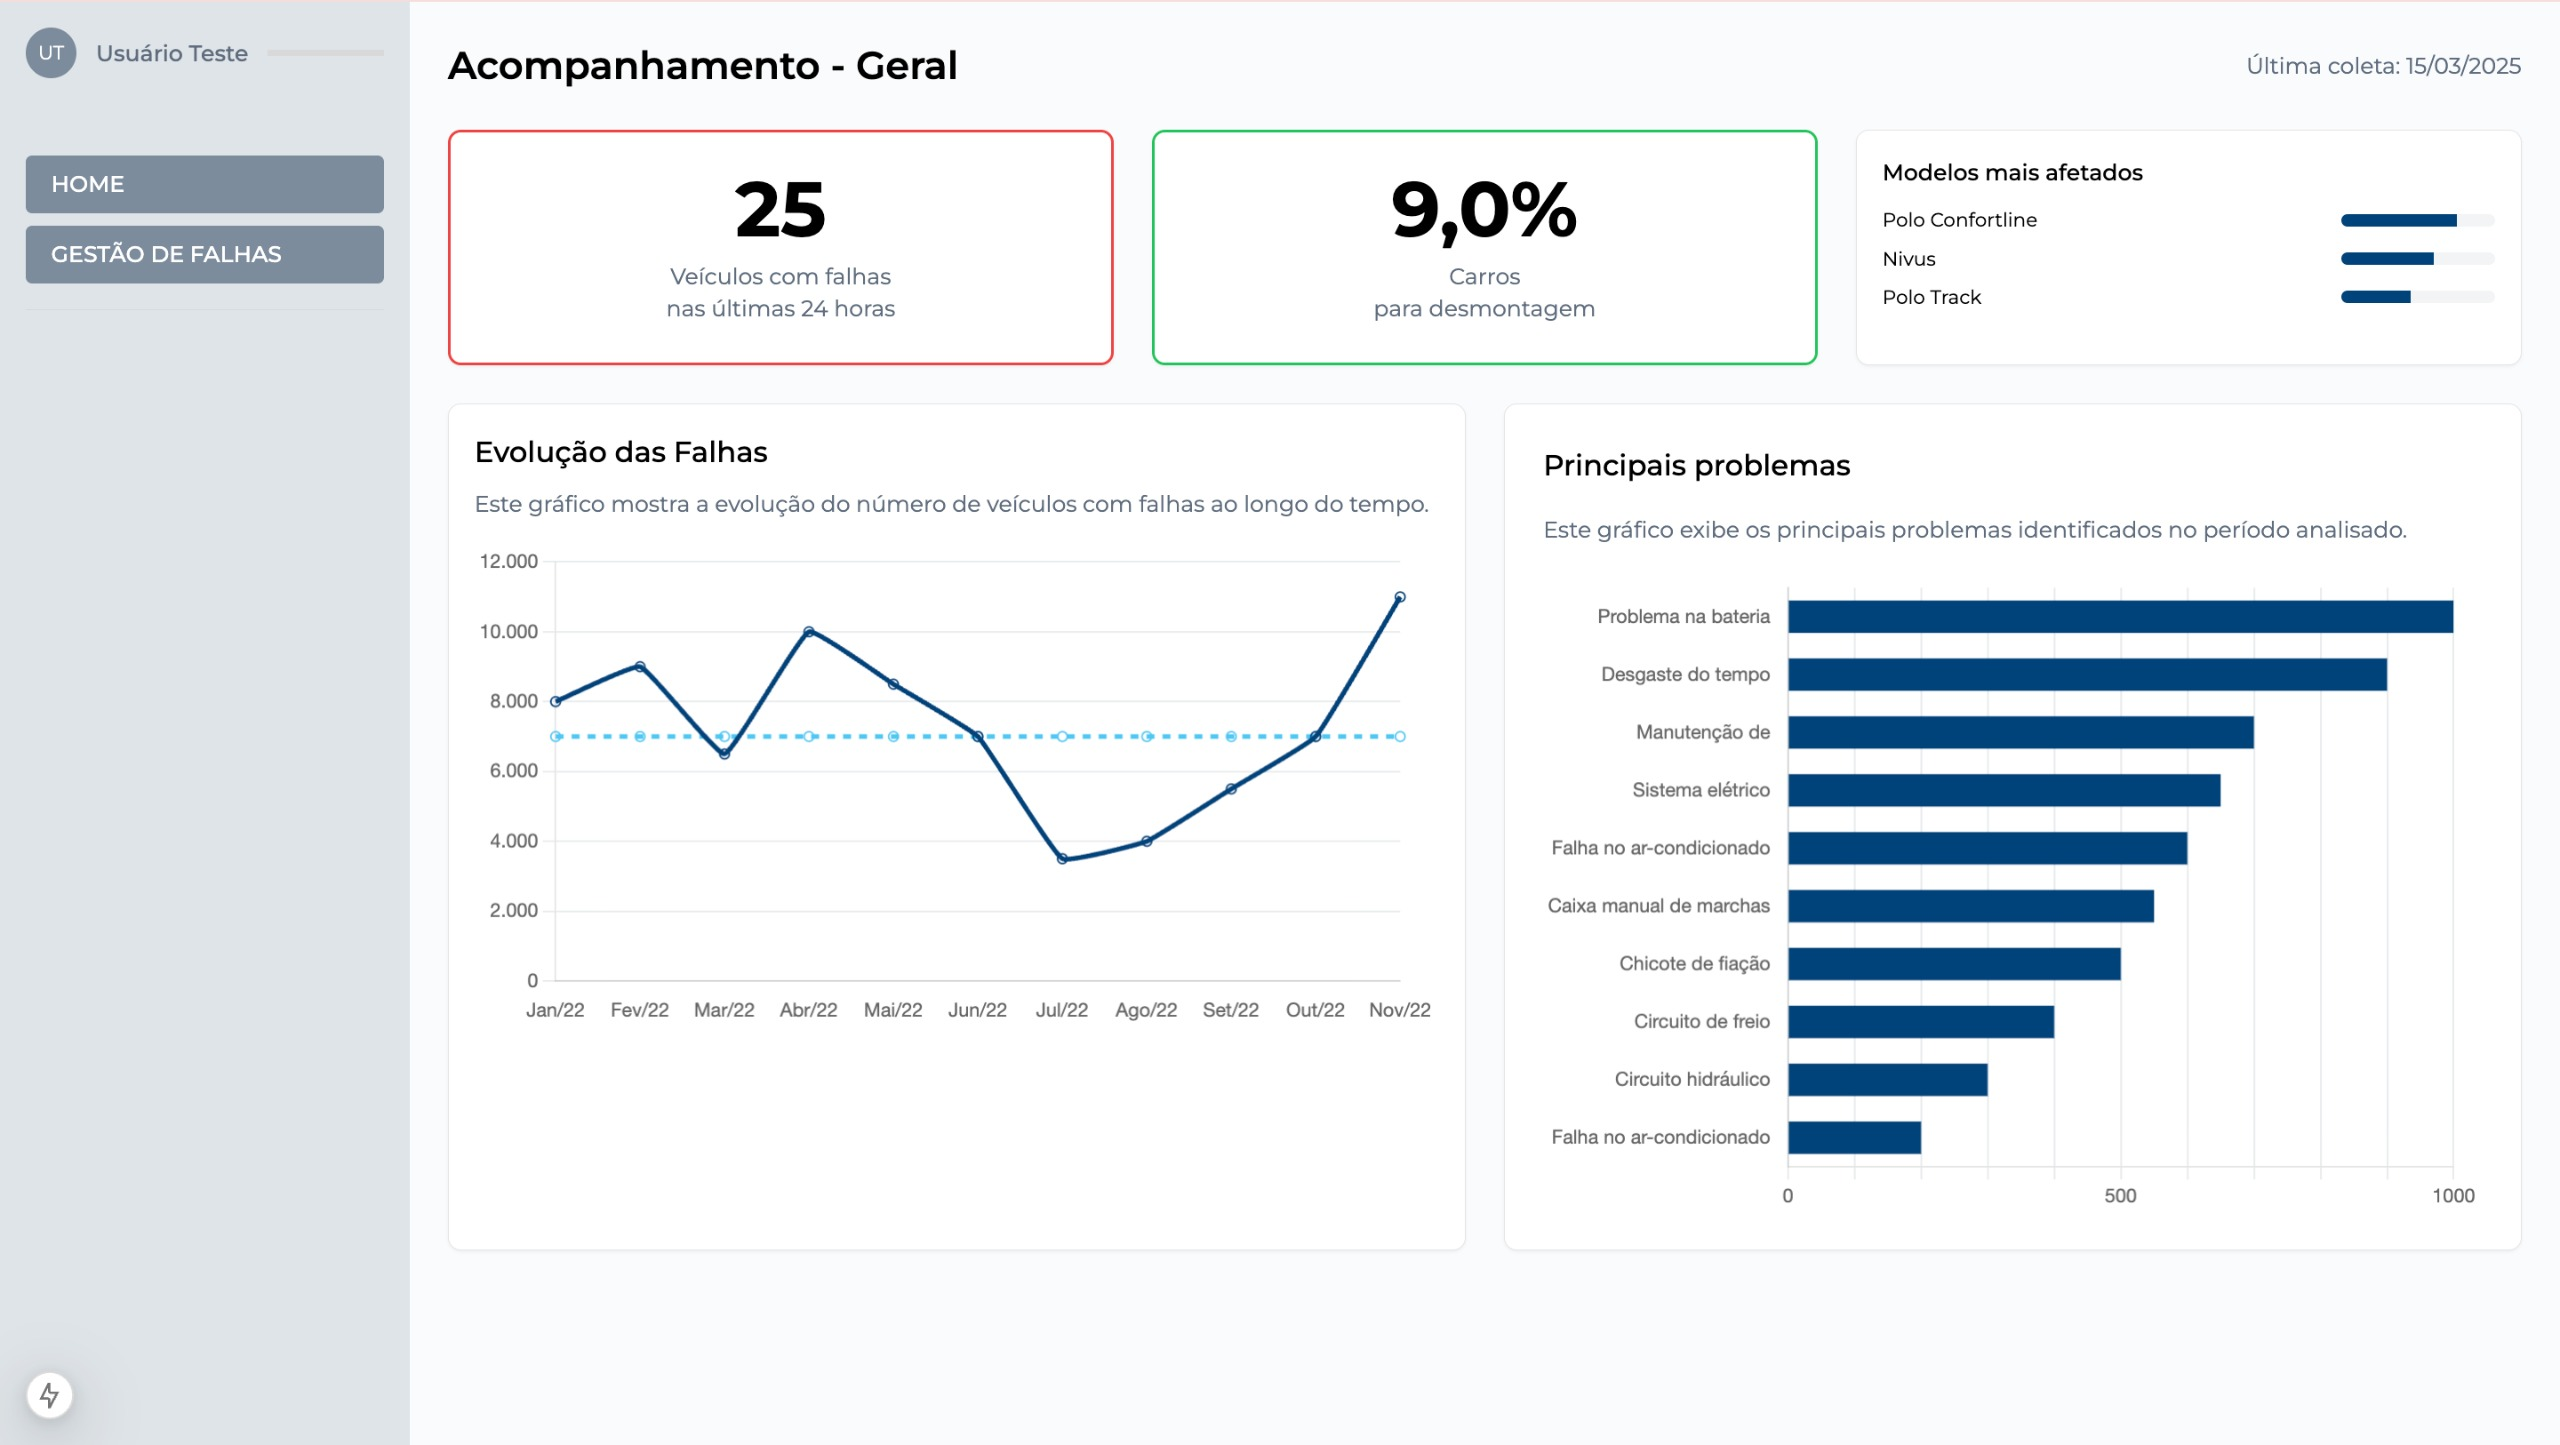 UT
Usuário Teste
HOME
GESTÃO DE FALHAS
Acompanhamento - Geral
Última coleta: 15/03/2025
25
Veículos com falhas
nas últimas 24 horas
9,0%
Carros
para desmontagem
Modelos mais afetados
Polo Confortline
Nivus
Polo Track
Evolução das Falhas
Este gráfico mostra a evolução do número de veículos com falhas ao longo do tempo.
12.000
10.000
8.000
6.000
4.000
2.000
0
Jan/22 Fev/22 Mar/22 Abr/22 Mai/22 Jun/22 Jul/22 Ago/22 Set/22 Out/22 Nov/22
Principais problemas
Este gráfico exibe os principais problemas identificados no período analisado.
Problema na bateria
Desgaste do tempo
Manutenção de
Sistema elétrico
Falha no ar-condicionado
Caixa manual de marchas
Chicote de fiação
Circuito de freio
Circuito hidráulico
Falha no ar-condicionado
0 500 1000